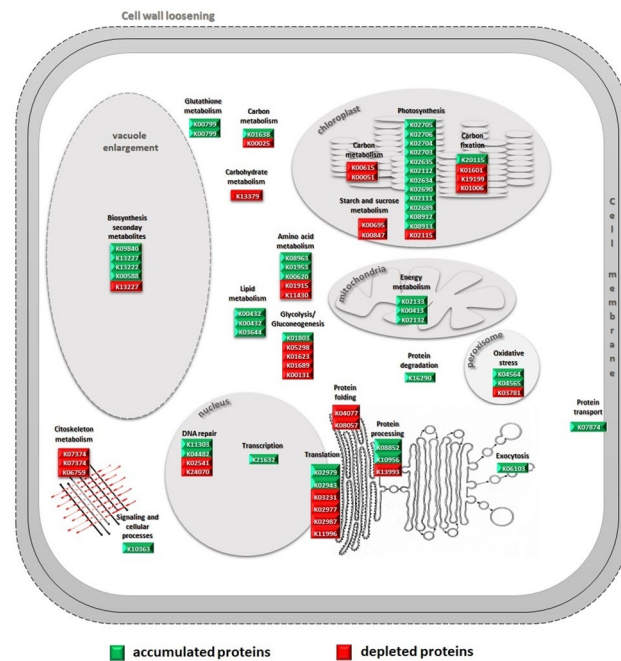 Cell wall loosening
Glutathione
metabolism
K00799
K00799
Carbon
metabolism
K01638
K00025
vacuole
enlargement
Carbohydrate
metabolism
K13379
chloroplast
Photosynthesis
K02705
K02706
K02704
K02703
K02635
K02112
K02634
K02690
K02111
K02689
K08912
K08913
K02115
Carbon
metabolism
K00615
K00051
Carbon
fixation
K20115
K01601
K19199
K01006
Starch and sucrose
metabolism
K00695
K00847
Biosynthesis
seconday
metabolites
K09840
K13227
K13222
K00588
K13227
Amino acid
metabolism
K08963
K01953
K00620
K01915
K11430
Cell membrane
mitochondria
Energy
metabolism
K02133
K00413
K02132
Lipid
metabolism
K00432
K00432
K03644
Glycolysis/
Gluconeogenesis
K01803
K05298
K01623
K01689
K00131
Protein
degradation
K16290
peroxisome
Oxidative
stress
K04564
K04565
K03781
Protein
transport
K07874
nucleus
Protein
folding
K04077
K08057
Citoskeleton
metabolism
K07374
K07374
K06759
DNA repair
K11303
K04482
K02541
K24070
Transcription
K21632
Translation
K02979
K02943
K03231
K02977
K02987
K11996
Protein
processing
K08852
K10956
K13993
Exocytosis
K06103
Signaling and
cellular
processes
K10363
accumulated proteins
depleted proteins